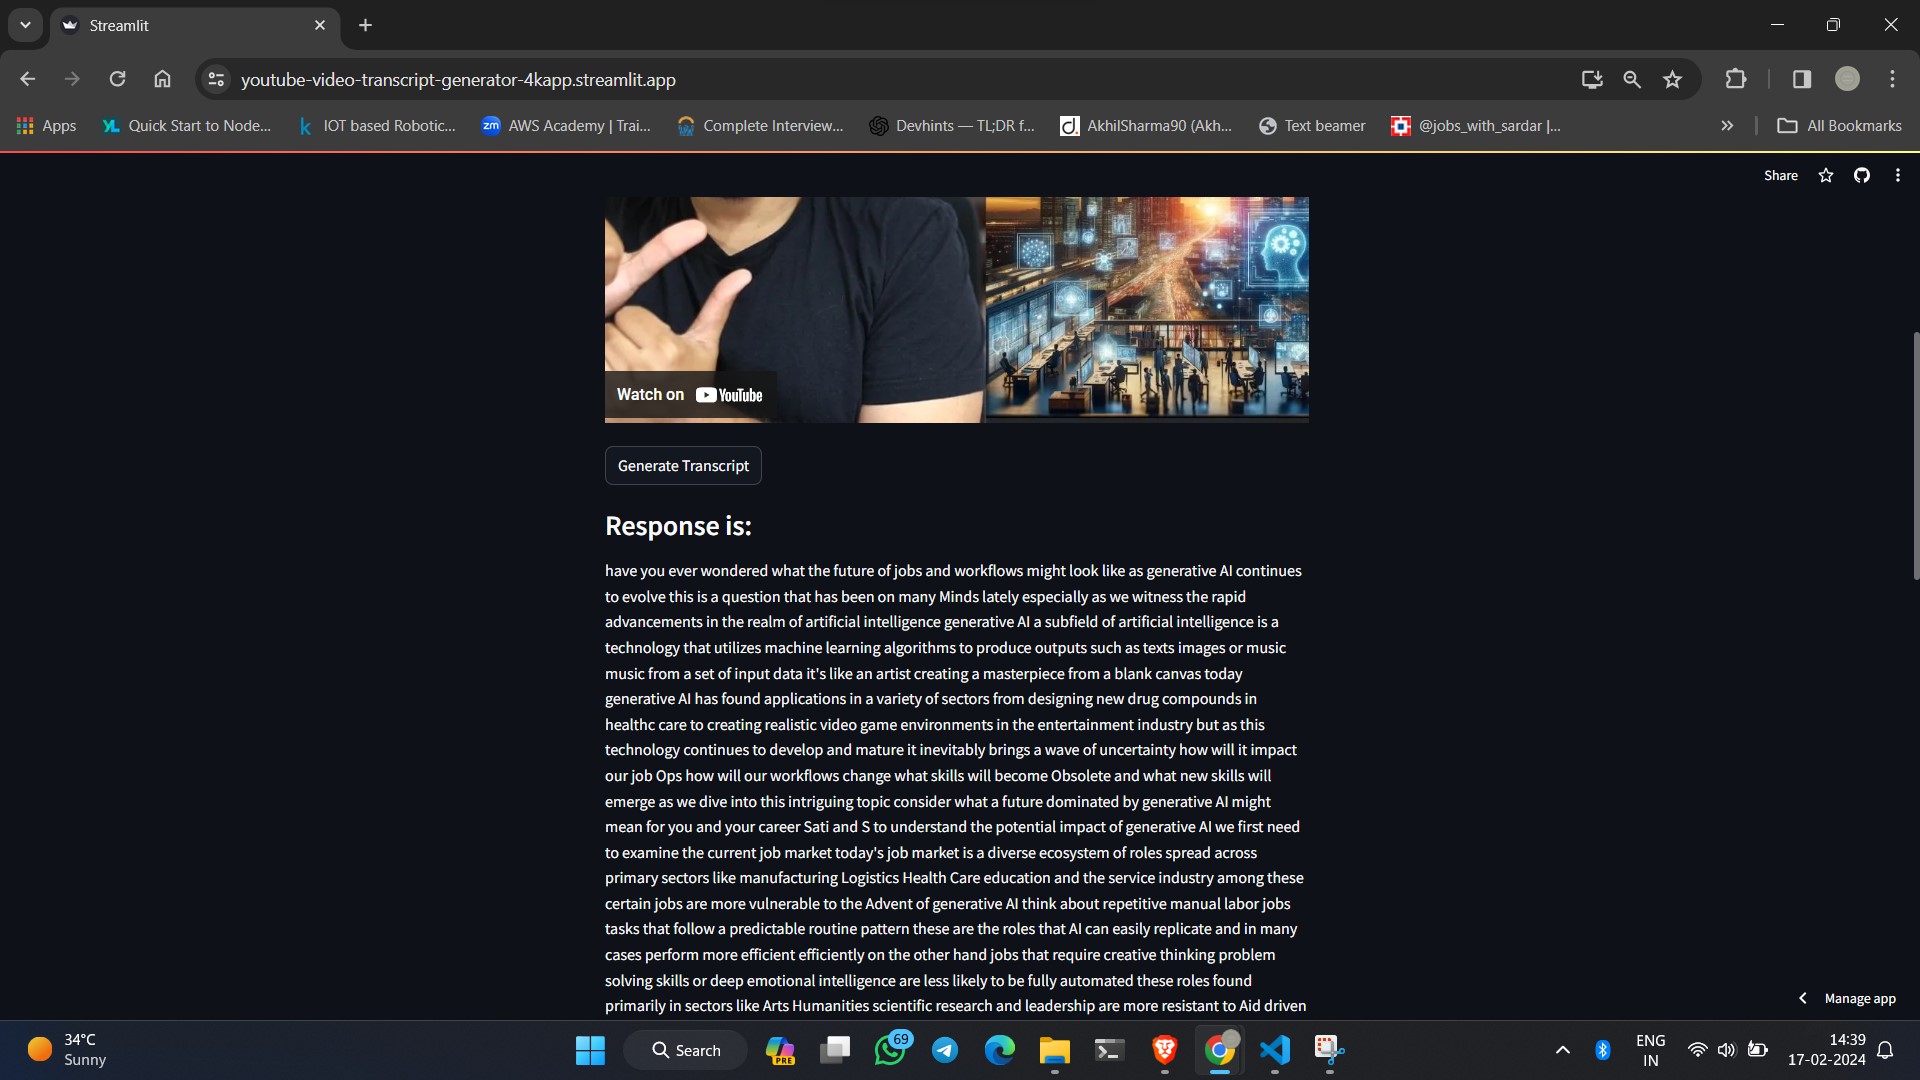 Streamlit
youtube-video-transcript-generator-4kapp.streamlit.app
Apps
Quick Start to Node...
IOT based Robotic...
zm AWS Academy | Trai...
Complete Interview...
Devhints — TL;DR f...
AkhilSharma90 (Akh...
Text beamer
@jobs_with_sardar |...
All Bookmarks
Share
Watch on YouTube
Generate Transcript
Response is:
have you ever wondered what the future of jobs and workflows might look like as generative AI continues
to evolve this is a question that has been on many Minds lately especially as we witness the rapid
advancements in the realm of artificial intelligence generative AI a subfield of artificial intelligence is a
technology that utilizes machine learning algorithms to produce outputs such as texts images or music
music from a set of input data it's like an artist creating a masterpiece from a blank canvas today
generative AI has found applications in a variety of sectors from designing new drug compounds in
healthc care to creating realistic video game environments in the entertainment industry but as this
technology continues to develop and mature it inevitably brings a wave of uncertainty how will it impact
our job Ops how will our workflows change what skills will become Obsolete and what new skills will
emerge as we dive into this intriguing topic consider what a future dominated by generative AI might
mean for you and your career Sati and S to understand the potential impact of generative AI we first need
to examine the current job market today's job market is a diverse ecosystem of roles spread across
primary sectors like manufacturing Logistics Health Care education and the service industry among these
certain jobs are more vulnerable to the Advent of generative AI think about repetitive manual labor jobs
tasks that follow a predictable routine pattern these are the roles that AI can easily replicate and in many
cases perform more efficient efficiently on the other hand jobs that require creative thinking problem
solving skills or deep emotional intelligence are less likely to be fully automated these roles found
primarily in sectors like Arts Humanities scientific research and leadership are more resistant to Aid driven
Manage app
34°C
Sunny
Search
PRE
69
ENG
IN
14:39
17-02-2024